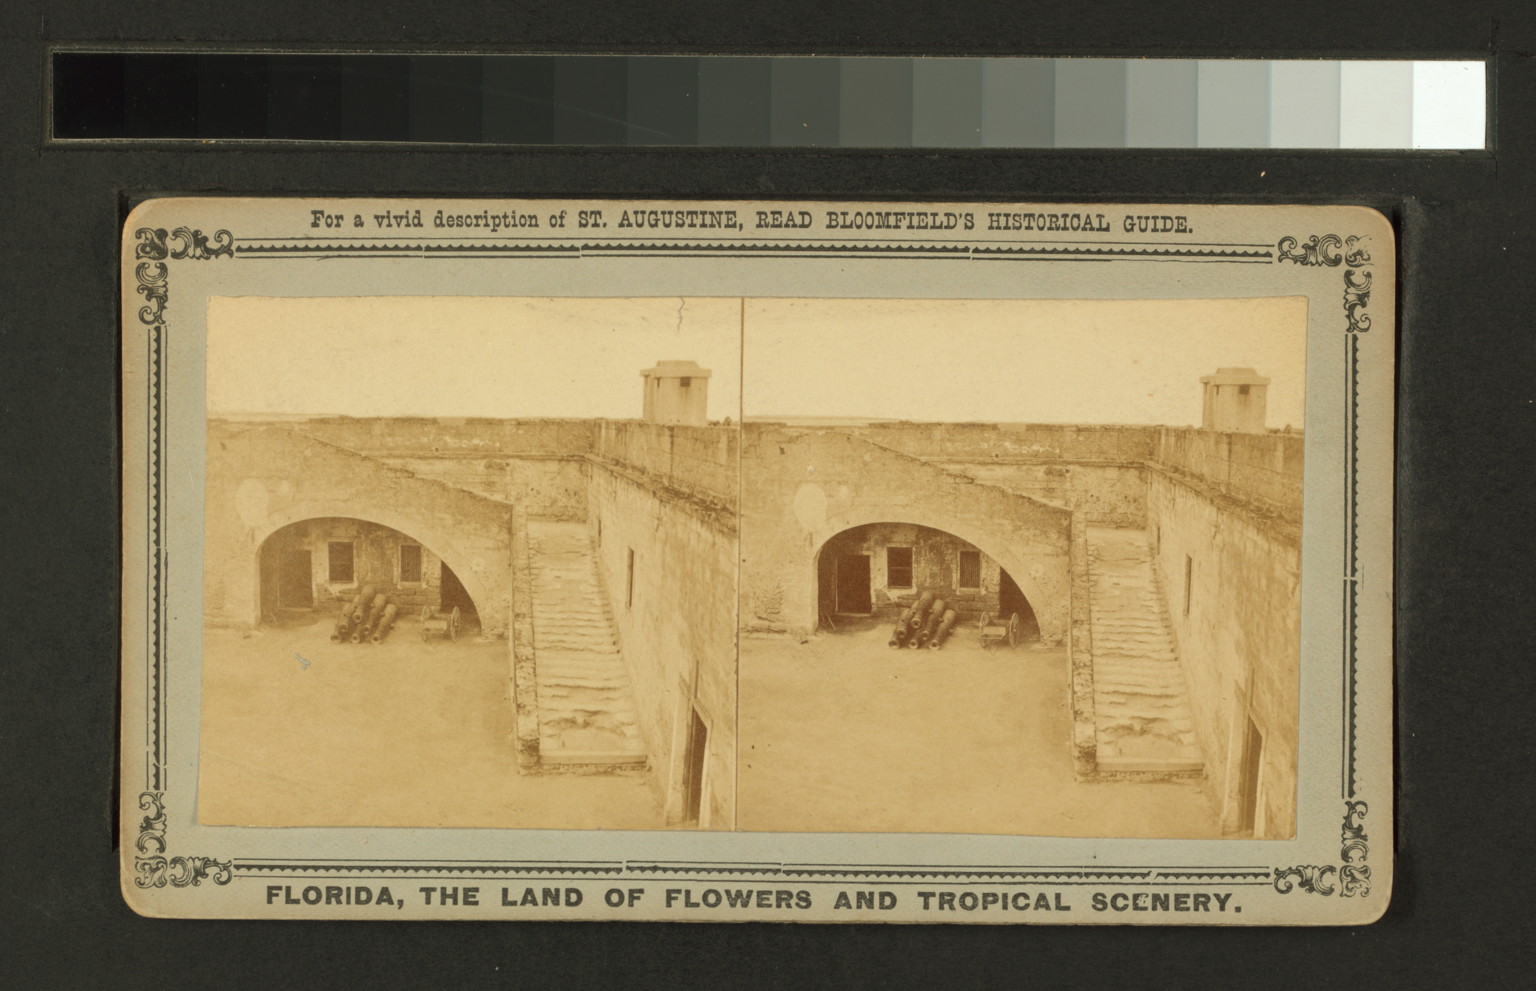 For a vivid description of ST. AUGUSTINE, READ BLOOMFIELD'S HISTORICAL GUIDE.
FLORIDA, THE LAND OF FLOWERS AND TROPICAL SCENERY.